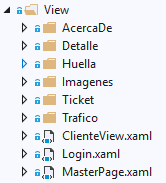 View
AcercaDe
Detalle
Huella
Imagenes
Ticket
Trafico
ClienteView.xaml
Login.xaml
MasterPage.xaml